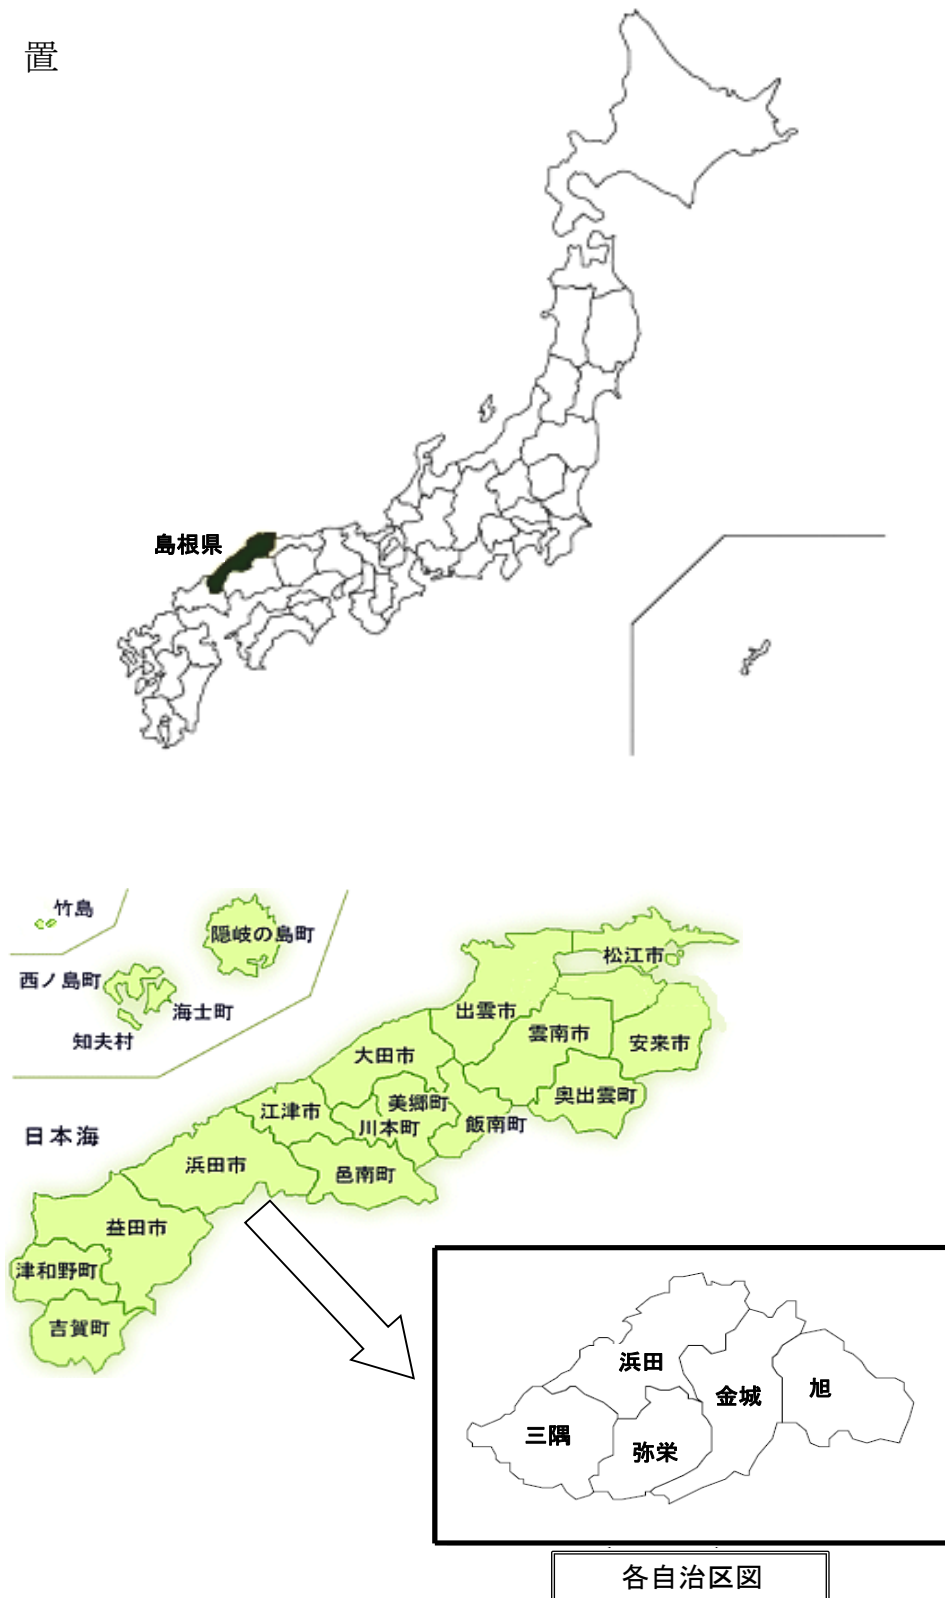 置
島根県
竹島
隠岐の島町
西ノ島町
海士町
知夫村
松江市
出雲市
雲南市
安来市
大田市
奥出雲町
美郷町
江津市
川本町
飯南町
日本海
浜田市
邑南町
益田市
津和野町
吉賀町
浜田
旭
金城
三隅
弥栄
各自治区図